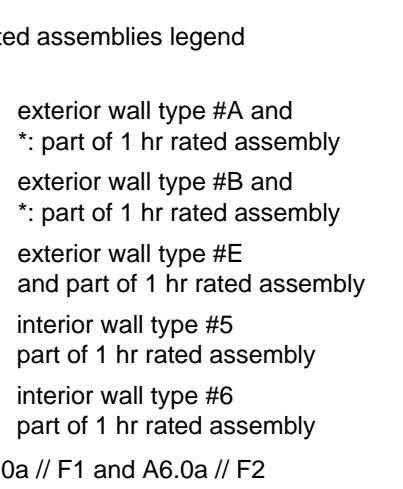 ted assemblies legend
exterior wall type #A and
*: part of 1 hr rated assembly
exterior wall type #B and
*: part of 1 hr rated assembly
exterior wall type #E
and part of 1 hr rated assembly
interior wall type #5
part of 1 hr rated assembly
interior wall type #6
part of 1 hr rated assembly
.0a // F1 and A6.0a // F2